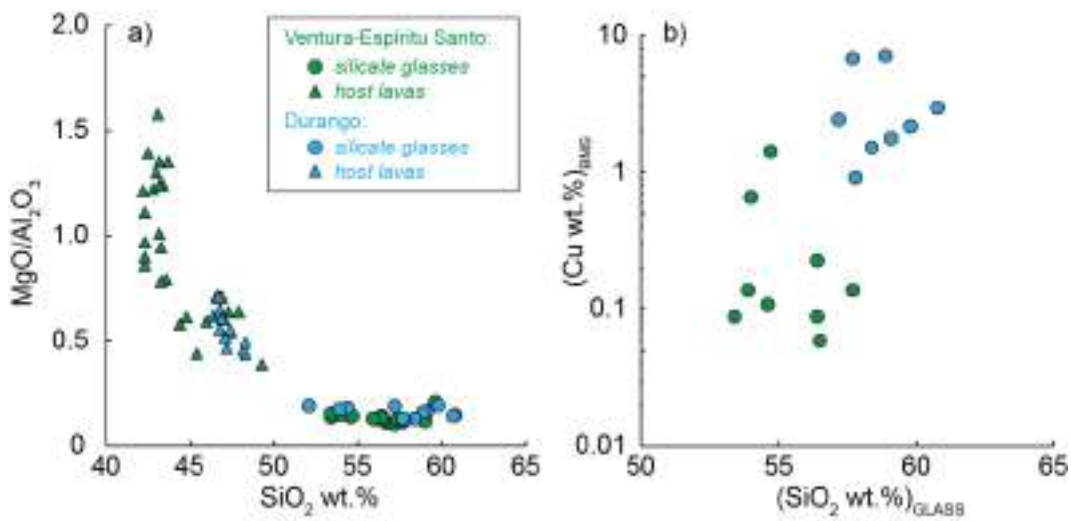 a)
2.0
1.5
1.0
0.5
0
MgO/Al₂O₃
40 45 50 55 60 65
SiO₂ wt.%
Ventura-Espíritu Santo:
silicate glasses
host lavas
Durango:
silicate glasses
host lavas
b)
10
1
0.1
0.01
(Cu wt.%)BMS
50 55 60 65
(SiO₂ wt.%)GLASS